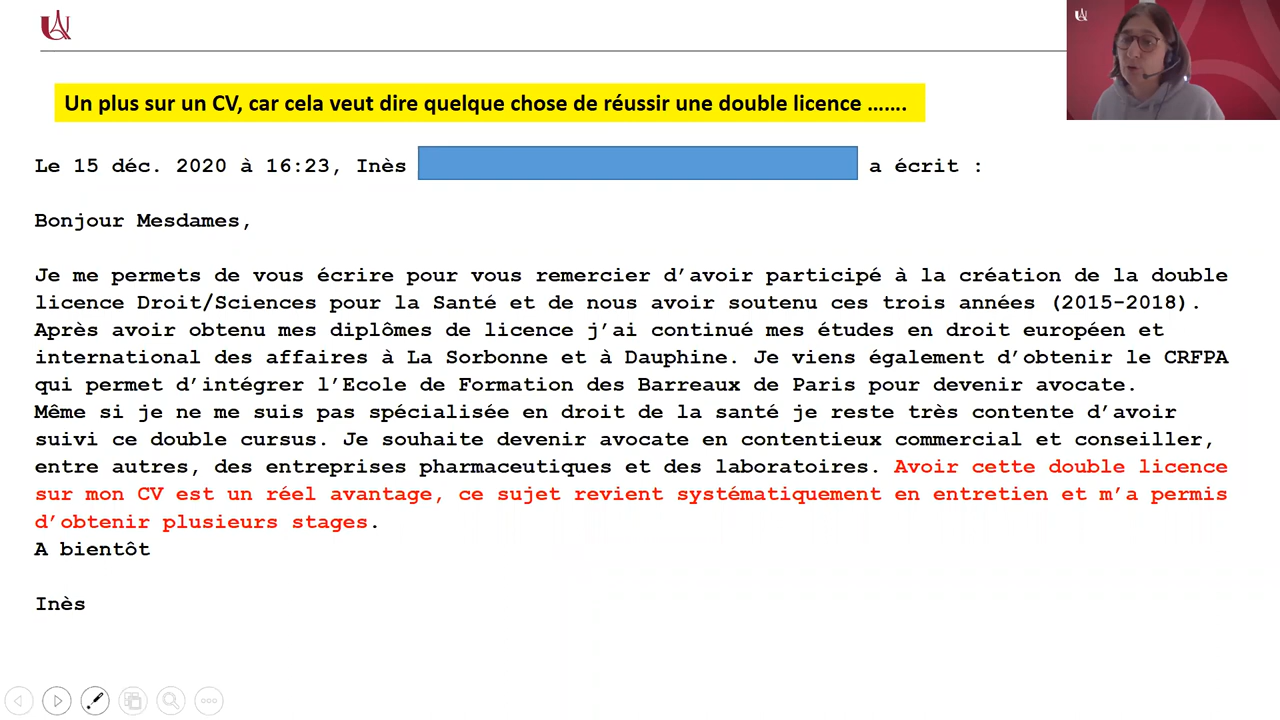 Un plus sur un CV, car cela veut dire quelque chose de réussir une double licence …….
Le 15 déc. 2020 à 16:23, Inès a écrit :
Bonjour Mesdames,
Je me permets de vous écrire pour vous remercier d’avoir participé à la création de la double
licence Droit/Sciences pour la Santé et de nous avoir soutenu ces trois années (2015-2018).
Après avoir obtenu mes diplômes de licence j’ai continué mes études en droit européen et
international des affaires à La Sorbonne et à Dauphine. Je viens également d’obtenir le CRFPA
qui permet d’intégrer l’Ecole de Formation des Barreaux de Paris pour devenir avocate.
Même si je ne me suis pas spécialisée en droit de la santé je reste très contente d’avoir
suivi ce double cursus. Je souhaite devenir avocate en contentieux commercial et conseiller,
entre autres, des entreprises pharmaceutiques et des laboratoires. Avoir cette double licence
sur mon CV est un réel avantage, ce sujet revient systématiquement en entretien et m’a permis
d’obtenir plusieurs stages.
A bientôt
Inès